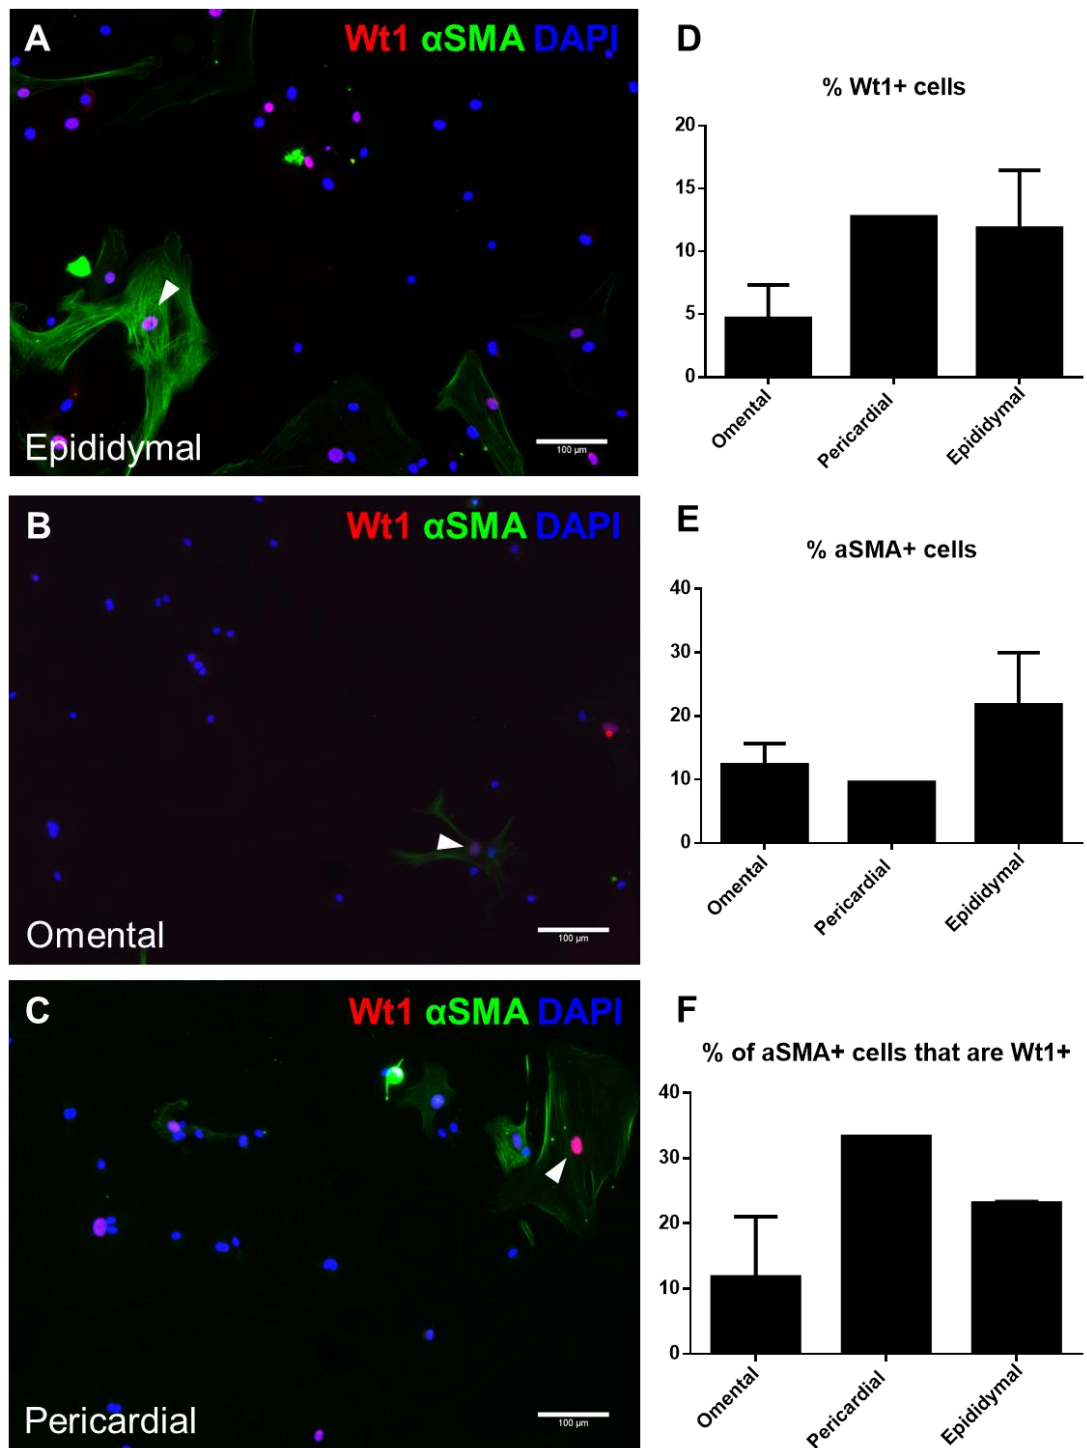 A
Wt1 αSMA DAPI
Epididymal
100 µm
B
Wt1 αSMA DAPI
Omental
100 µm
C
Wt1 αSMA DAPI
Pericardial
100 µm
D
% Wt1+ cells
20
15
10
5
0
Omental
Pericardial
Epididymal
E
% aSMA+ cells
40
30
20
10
0
Omental
Pericardial
Epididymal
F
% of aSMA+ cells that are Wt1+
40
30
20
10
0
Omental
Pericardial
Epididymal